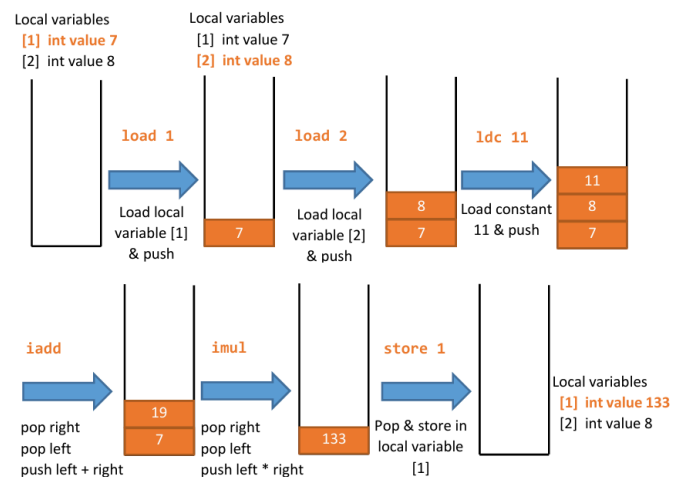 Local variables
[1] int value 7
[2] int value 8
Local variables
[1] int value 7
[2] int value 8
load 1
Load local
variable [1]
& push
7
load 2
Load local
variable [2]
& push
8
7
ldc 11
Load constant
11 & push
11
8
7
iadd
pop right
pop left
push left + right
19
7
imul
pop right
pop left
push left * right
133
store 1
Pop & store in
local variable
[1]
Local variables
[1] int value 133
[2] int value 8